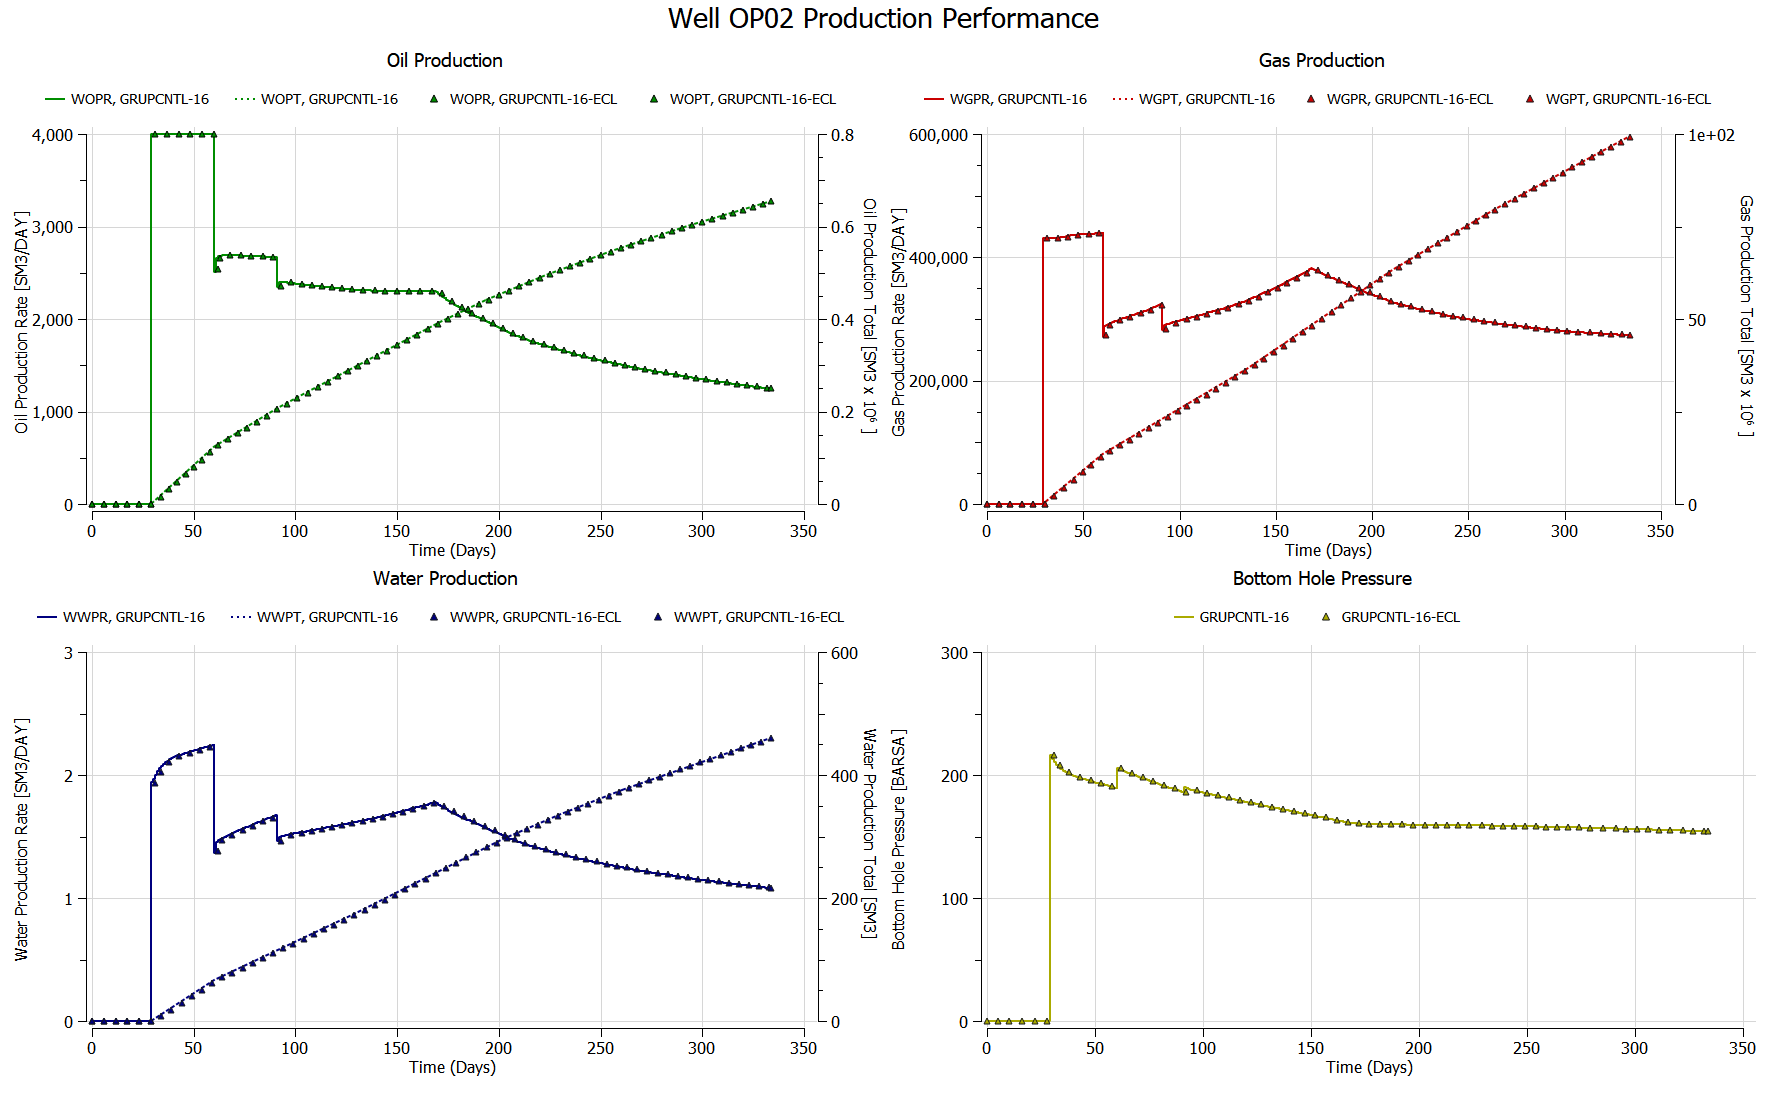 Well OP02 Production Performance
Oil Production
WOPR, GRUPCNTL-16 WOPT, GRUPCNTL-16 WOPR, GRUPCNTL-16-ECL WOPT, GRUPCNTL-16-ECL
Oil Production Rate [SM3/DAY]
4,000
3,000
2,000
1,000
0
0.8
0.6
0.4
0.2
0
Oil Production Total [SM3 x 10⁶ ]
0 50 100 150 200 250 300 350
Time (Days)
Gas Production
WGPR, GRUPCNTL-16 WGPT, GRUPCNTL-16 WGPR, GRUPCNTL-16-ECL WGPT, GRUPCNTL-16-ECL
Gas Production Rate [SM3/DAY]
600,000
400,000
200,000
0
1e+02
50
0
Gas Production Total [SM3 x 10⁶ ]
0 50 100 150 200 250 300 350
Time (Days)
Water Production
WWPR, GRUPCNTL-16 WWPT, GRUPCNTL-16 WWPR, GRUPCNTL-16-ECL WWPT, GRUPCNTL-16-ECL
Water Production Rate [SM3/DAY]
3
2
1
0
600
400
200
0
Water Production Total [SM3]
0 50 100 150 200 250 300 350
Time (Days)
Bottom Hole Pressure
GRUPCNTL-16 GRUPCNTL-16-ECL
Bottom Hole Pressure [BARSA]
300
200
100
0
0 50 100 150 200 250 300 350
Time (Days)